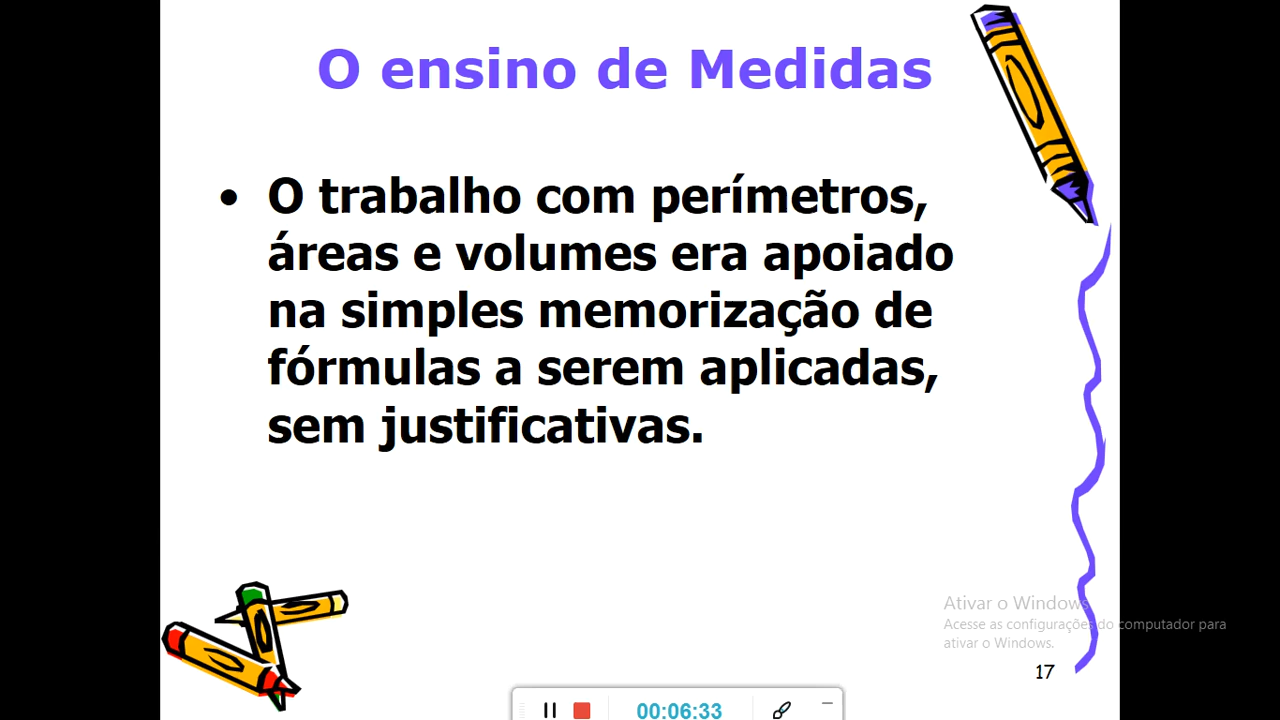 O ensino de Medidas
• O trabalho com perímetros,
áreas e volumes era apoiado
na simples memorização de
fórmulas a serem aplicadas,
sem justificativas.
Ativar o Windows
Acesse as configurações do computador para
ativar o Windows.
17
00:06:33